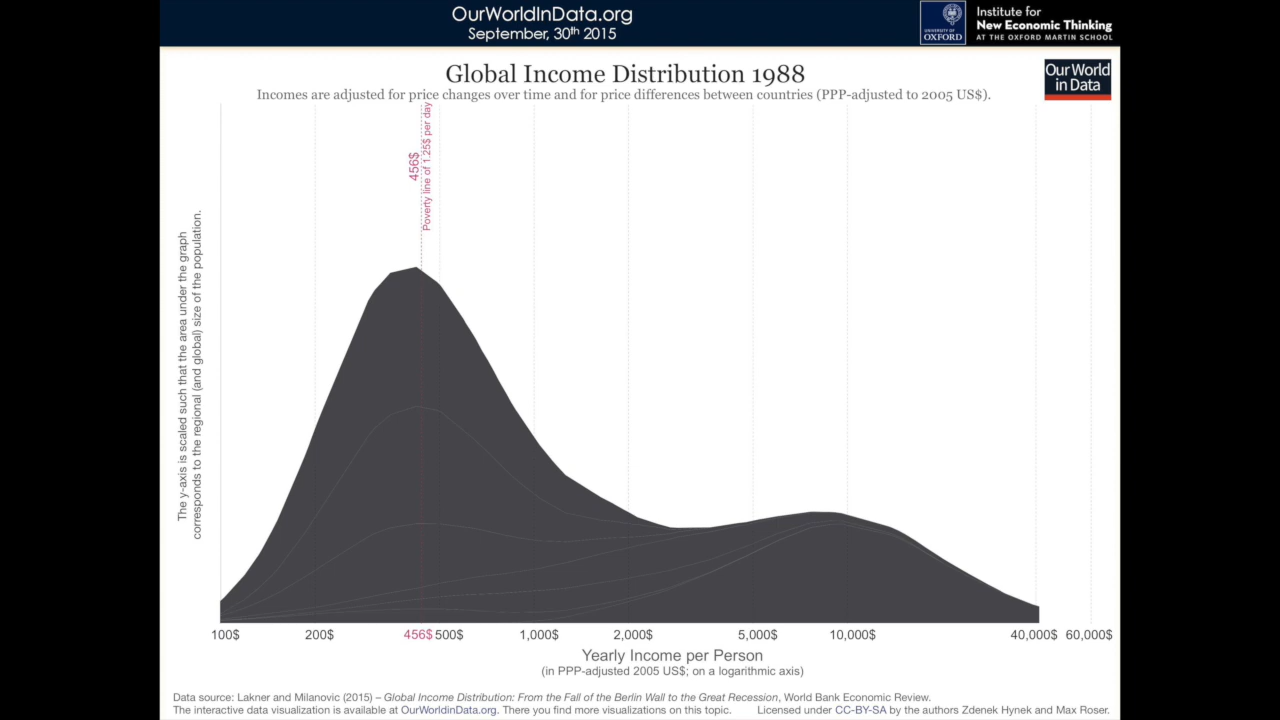 OurWorldInData.org
September, 30th 2015
UNIVERSITY OF
OXFORD
Institute for
New Economic Thinking
AT THE OXFORD MARTIN SCHOOL
Global Income Distribution 1988
Incomes are adjusted for price changes over time and for price differences between countries (PPP-adjusted to 2005 US$).
Our World
in Data
456$
Poverty line of 1.25$ per day
The y-axis is scaled such that the area under the graph
corresponds to the regional (and global) size of the population.
100$ 200$ 456$ 500$ 1,000$ 2,000$ 5,000$ 10,000$ 40,000$ 60,000$
Yearly Income per Person
(in PPP-adjusted 2005 US$; on a logarithmic axis)
Data source: Lakner and Milanovic (2015) – Global Income Distribution: From the Fall of the Berlin Wall to the Great Recession, World Bank Economic Review.
The interactive data visualization is available at OurWorldinData.org. There you find more visualizations on this topic. Licensed under CC-BY-SA by the authors Zdenek Hynek and Max Roser.